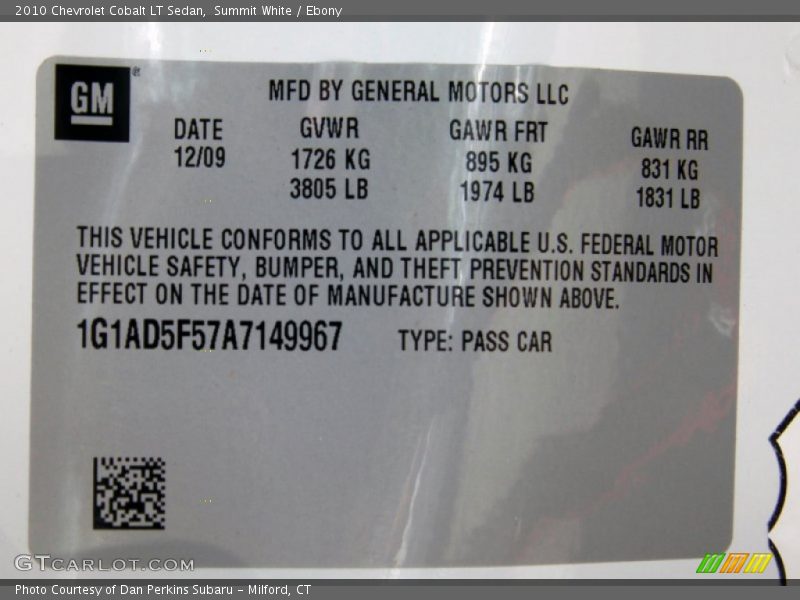 2010 Chevrolet Cobalt LT Sedan,  Summit White / Ebony
GM
MFD BY GENERAL MOTORS LLC
DATE GVWR GAWR FRT GAWR RR
12/09 1726 KG 895 KG 831 KG
3805 LB 1974 LB 1831 LB
THIS VEHICLE CONFORMS TO ALL APPLICABLE U.S. FEDERAL MOTOR
VEHICLE SAFETY, BUMPER, AND THEFT PREVENTION STANDARDS IN
EFFECT ON THE DATE OF MANUFACTURE SHOWN ABOVE.
1G1AD5F57A7149967 TYPE: PASS CAR
GTCARLOT.COM
Photo Courtesy of Dan Perkins Subaru – Milford, CT